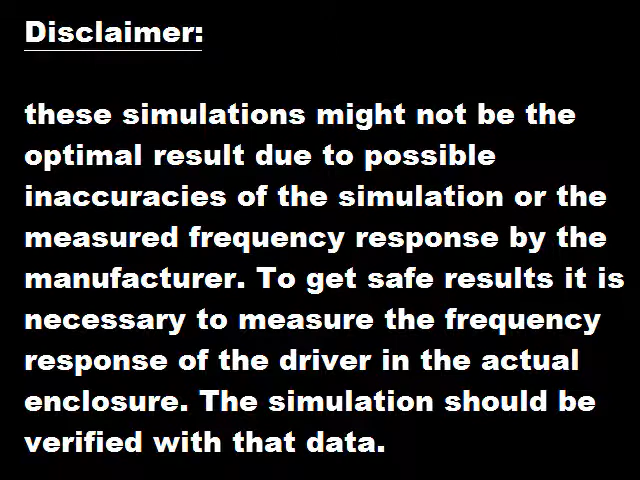 Disclaimer:
these simulations might not be the
optimal result due to possible
inaccuracies of the simulation or the
measured frequency response by the
manufacturer. To get safe results it is
necessary to measure the frequency
response of the driver in the actual
enclosure. The simulation should be
verified with that data.